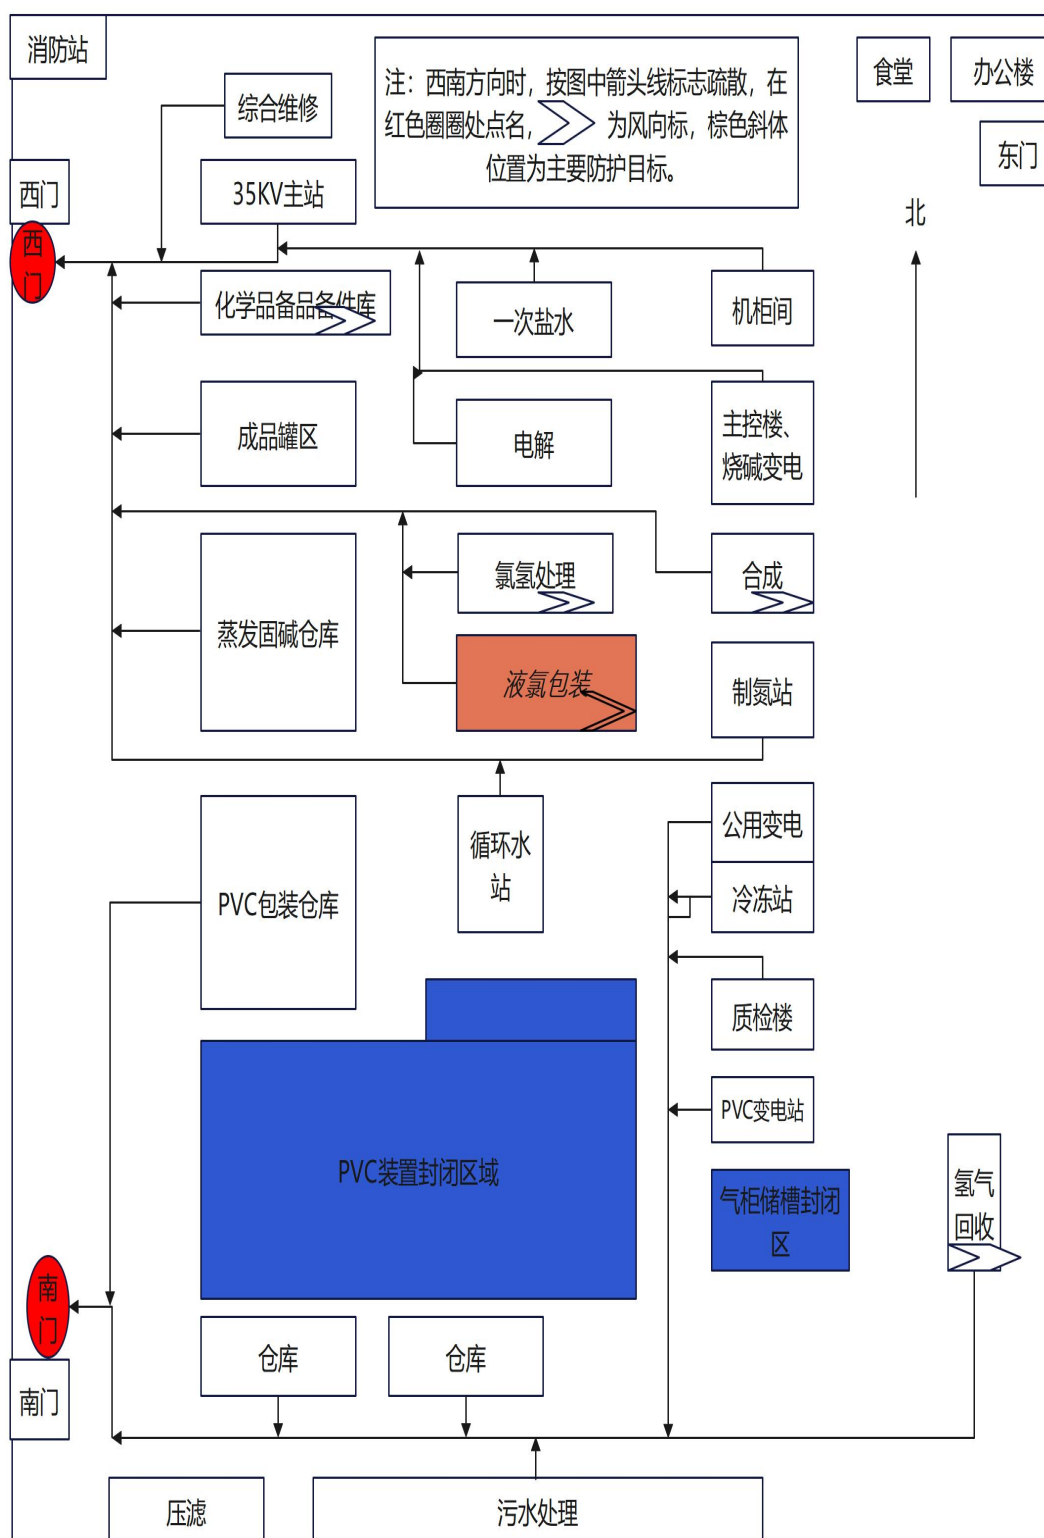 消防站
注：西南方向时，按图中箭头线标志疏散，在
红色圈圈处点名，
为风向标，棕色斜体
位置为主要防护目标。
食堂
办公楼
综合维修
东门
西门
35KV主站
北
西
门
化学品备品备件库
一次盐水
机柜间
成品罐区
电解
主控楼、
烧碱变电
蒸发固碱仓库
氯氢处理
合成
液氯包装
制氮站
PVC包装仓库
循环水
站
公用变电
冷冻站
质检楼
PVC变电站
PVC装置封闭区域
气柜储槽封闭
区
氢气
回收
南
门
南门
仓库
仓库
压滤
污水处理